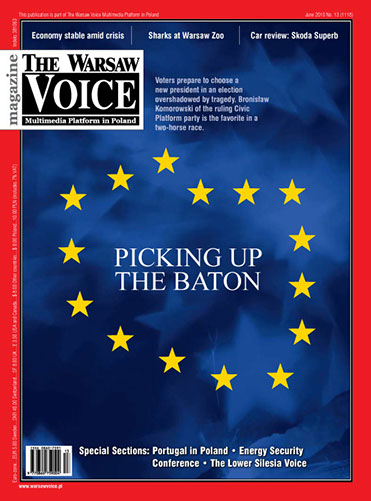 This publication is part of The Warsaw Voice Multimedia Platform in Poland
Economy stable amid crisis
Sharks at Warsaw Zoo
Car review: Skoda Superb
magazine
THE WARSAW
VOICE
Multimedia Platform in Poland
Voters prepare to choose a
new president in an election
overshadowed by tragedy. Bronisław
Komorowski of the ruling Civic
Platform party is the favorite in a
two-horse race.
PICKING UP
THE BATON
Special Sections: Portugal in Poland • Energy Security
Conference • The Lower Silesia Voice
www.warsawvoice.pl